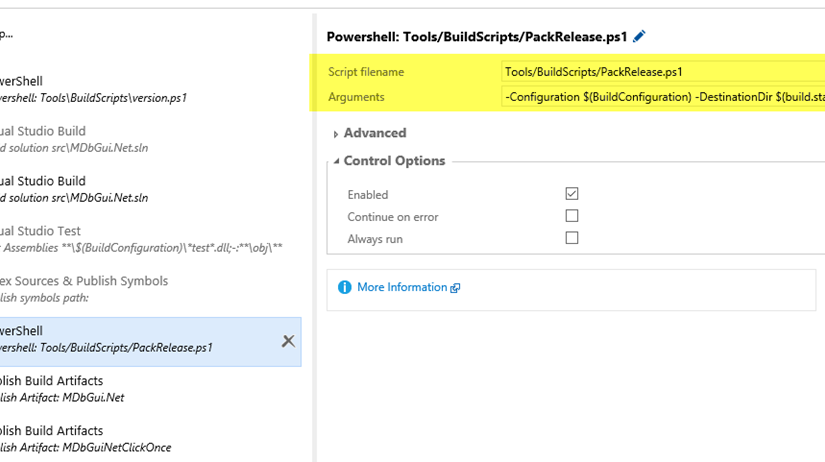 p...
werShell
wershell: Tools\BuildScripts\version.ps1
ual Studio Build
d solution src\MDbGui.Net.sln
ual Studio Build
d solution src\MDbGui.Net.sln
ual Studio Test
Assemblies **\$(BuildConfiguration)\*test*.dll;-:**\obj\**
ex Sources & Publish Symbols
lish symbols path:
werShell
wershell: Tools/BuildScripts/PackRelease.ps1
lish Build Artifacts
lish Artifact: MDbGui.Net
lish Build Artifacts
lish Artifact: MDbGuiNetClickOnce
Powershell: Tools/BuildScripts/PackRelease.ps1
Script filename Tools/BuildScripts/PackRelease.ps1
Arguments -Configuration $(BuildConfiguration) -DestinationDir $(build.sta
Advanced
Control Options
Enabled
Continue on error
Always run
More Information